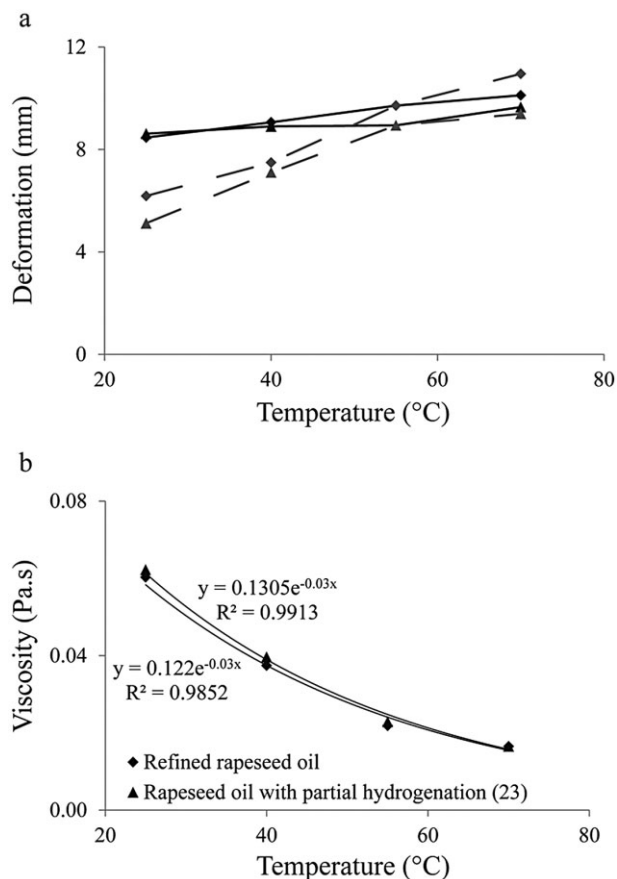 a
Deformation (mm)
12
8
4
0
20 40 60 80
Temperature (°C)
b
Viscosity (Pa.s)
0.08
0.04
0.00
y = 0.1305e^-0.03x
R² = 0.9913
y = 0.122e^-0.03x
R² = 0.9852
Refined rapeseed oil
Rapeseed oil with partial hydrogenation (23)
20 40 60 80
Temperature (°C)